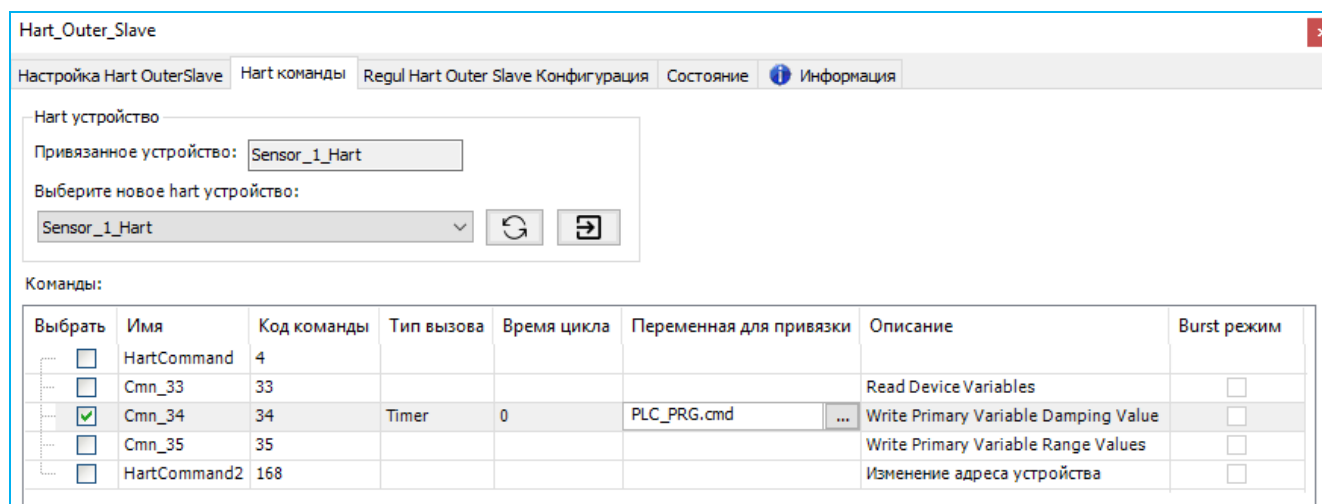 Hart_Outer_Slave
Настройка Hart OuterSlave Hart команды Regul Hart Outer Slave Конфигурация Состояние Информация
Hart устройство
Привязанное устройство: Sensor_1_Hart
Выберите новое hart устройство:
Sensor_1_Hart
Команды:
Выбрать Имя Код команды Тип вызова Время цикла Переменная для привязки Описание Burst режим
HartCommand 4
Cmn_33 33 Read Device Variables
Cmn_34 34 Timer 0 PLC_PRG.cmd ... Write Primary Variable Damping Value
Cmn_35 35 Write Primary Variable Range Values
HartCommand2 168 Изменение адреса устройства